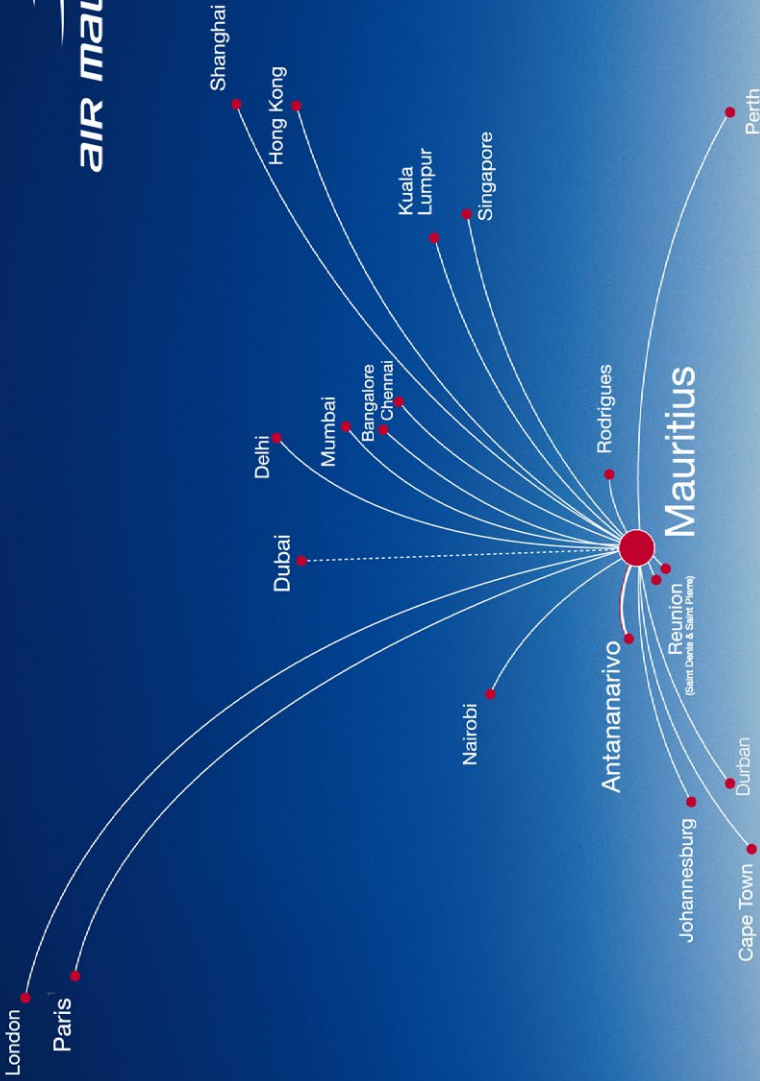 aIR mau
London
Paris¹
Shanghai
Hong Kong
Kuala
Lumpur
Singapore
Delhi
Mumbai
Bangalore
Chennai
Dubai
Nairobi
Rodrigues
Mauritius
Antananarivo
Reunion
(Saint Denis & Saint Pierre)
Johannesburg
Durban
Cape Town
Perth